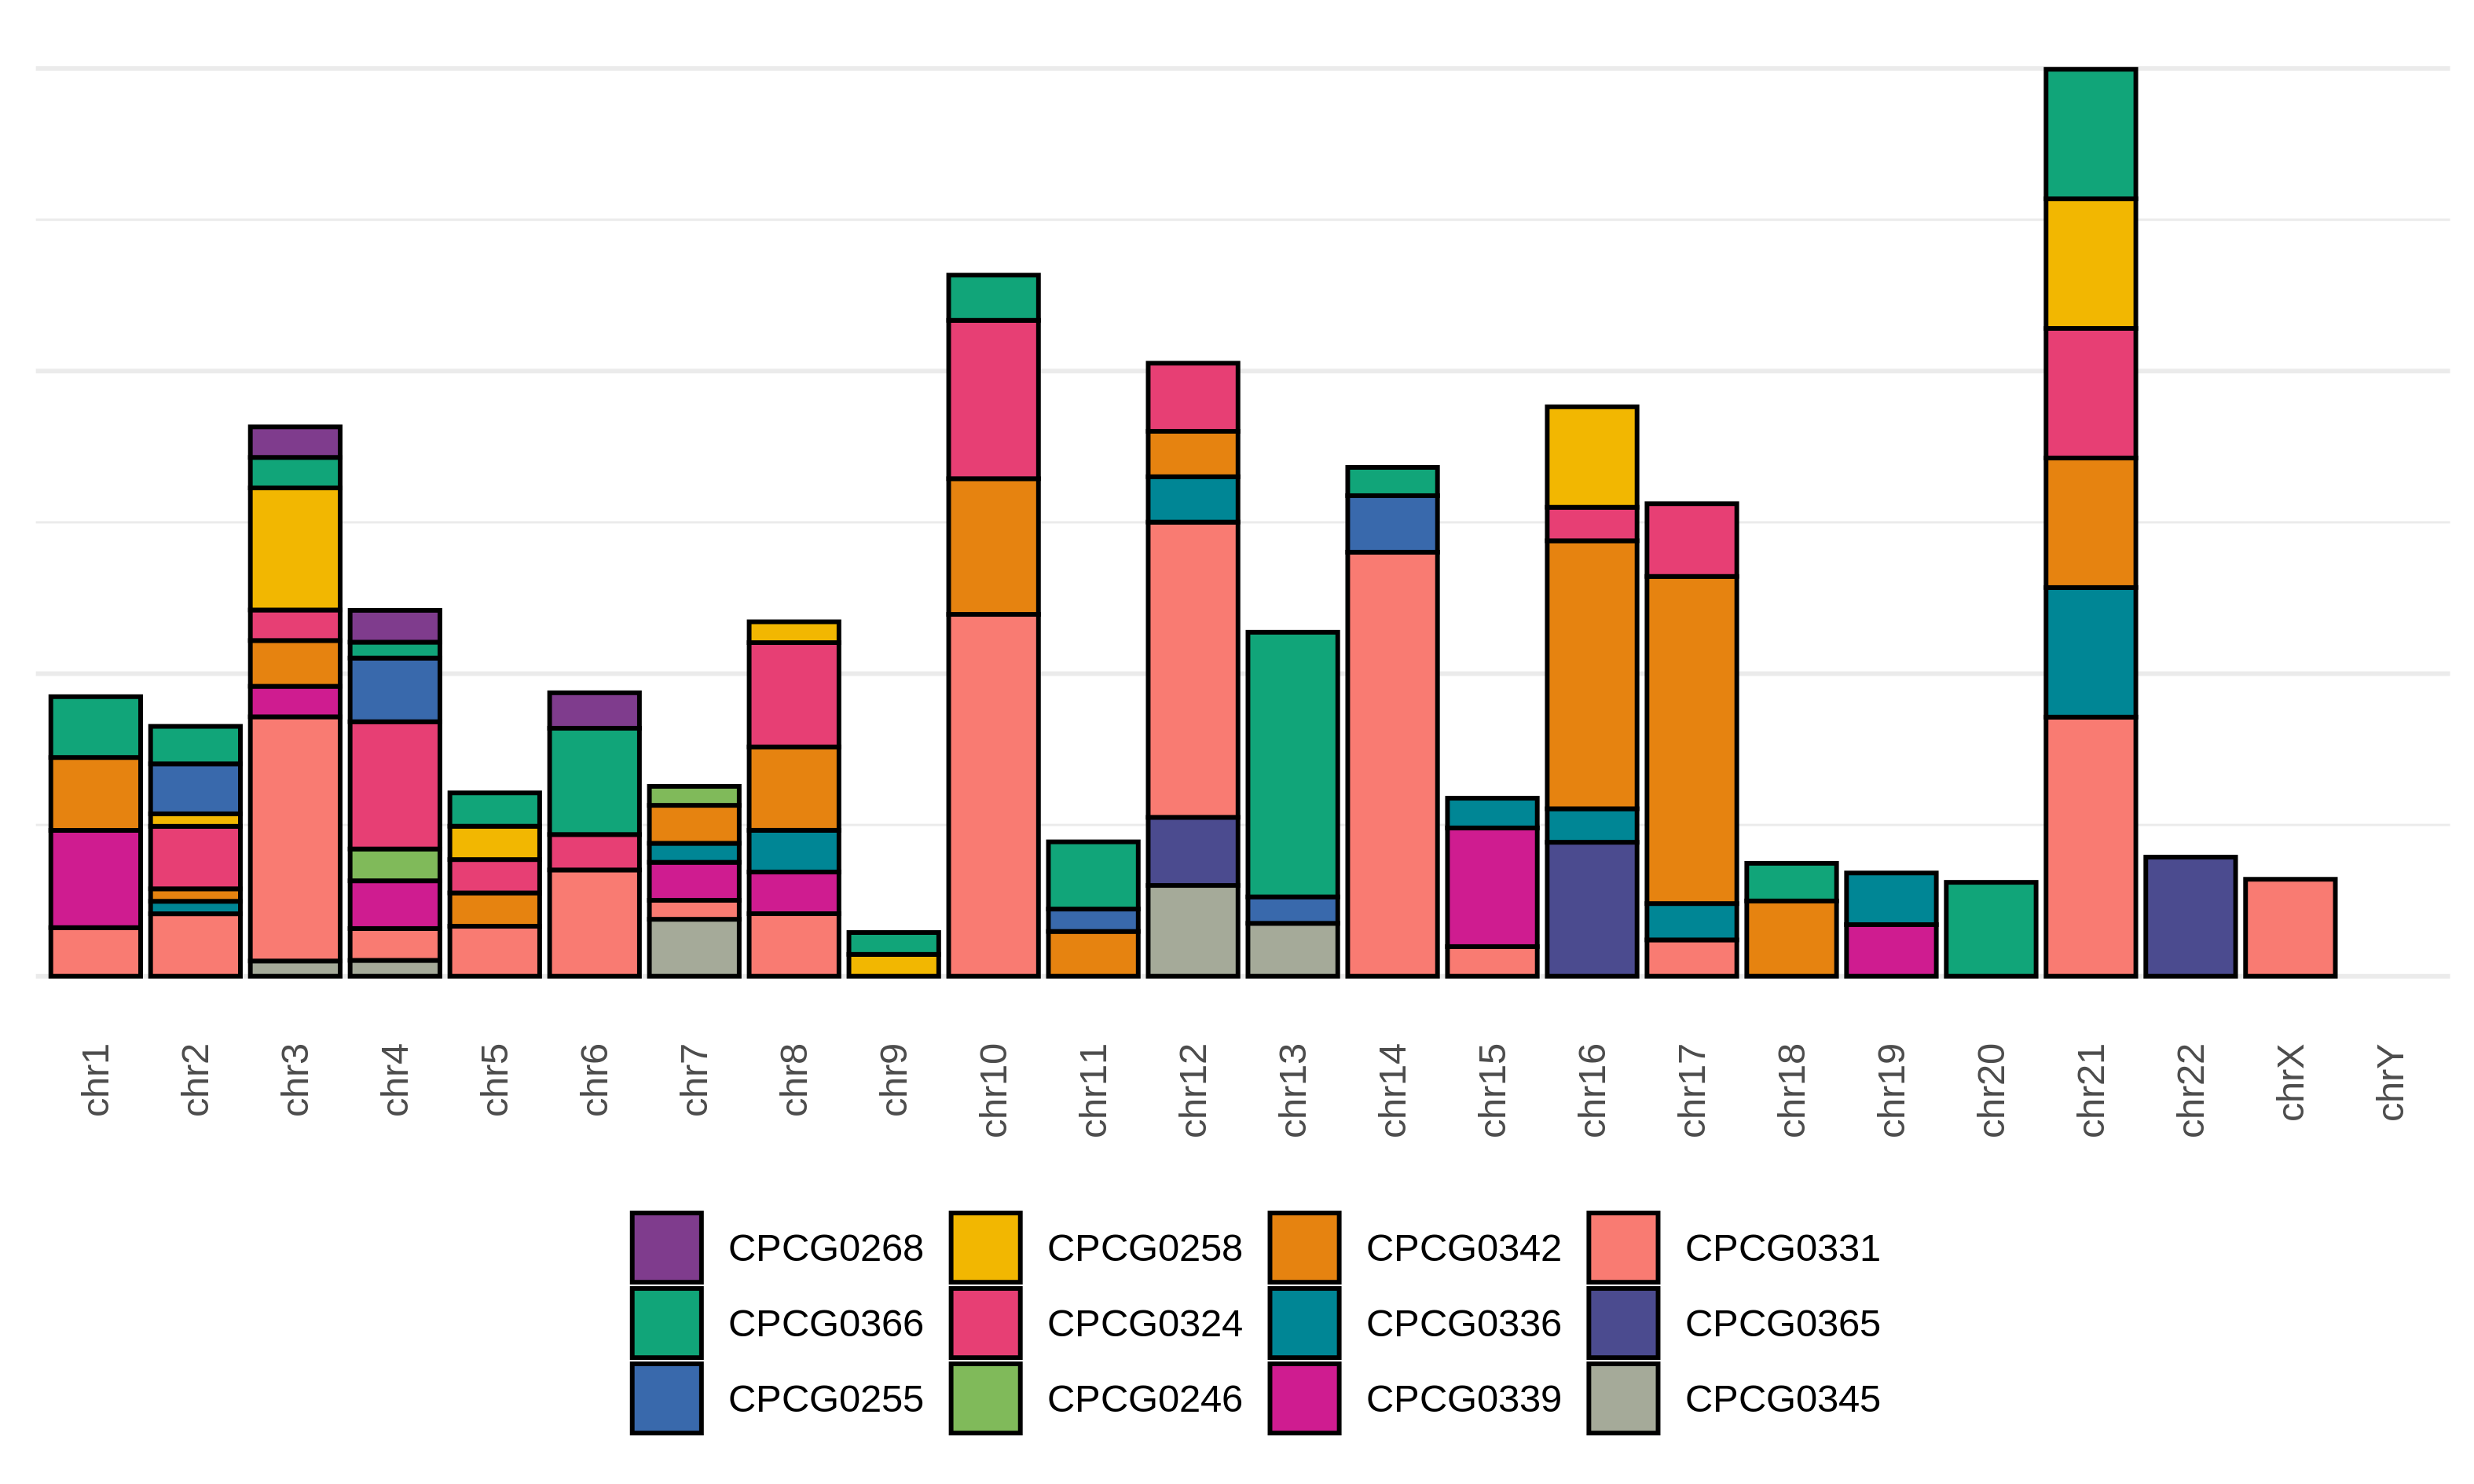 chr1
chr2
chr3
chr4
chr5
chr6
chr7
chr8
chr9
chr10
chr11
chr12
chr13
chr14
chr15
chr16
chr17
chr18
chr19
chr20
chr21
chr22
chrX
chrY
CPCG0268 CPCG0258 CPCG0342 CPCG0331
CPCG0366 CPCG0324 CPCG0336 CPCG0365
CPCG0255 CPCG0246 CPCG0339 CPCG0345